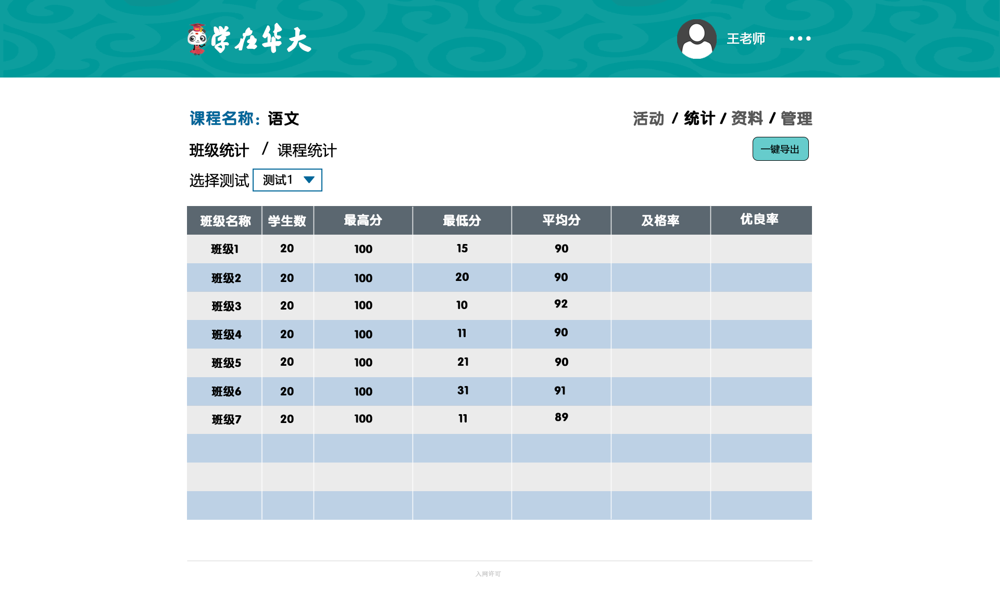 学在华大
王老师
课程名称：语文
活动 / 统计 / 资料 / 管理
班级统计 / 课程统计
一键导出
选择测试 测试1
班级名称 学生数 最高分 最低分 平均分 及格率 优良率
班级1 20 100 15 90
班级2 20 100 20 90
班级3 20 100 10 92
班级4 20 100 11 90
班级5 20 100 21 90
班级6 20 100 31 91
班级7 20 100 11 89
入网许可